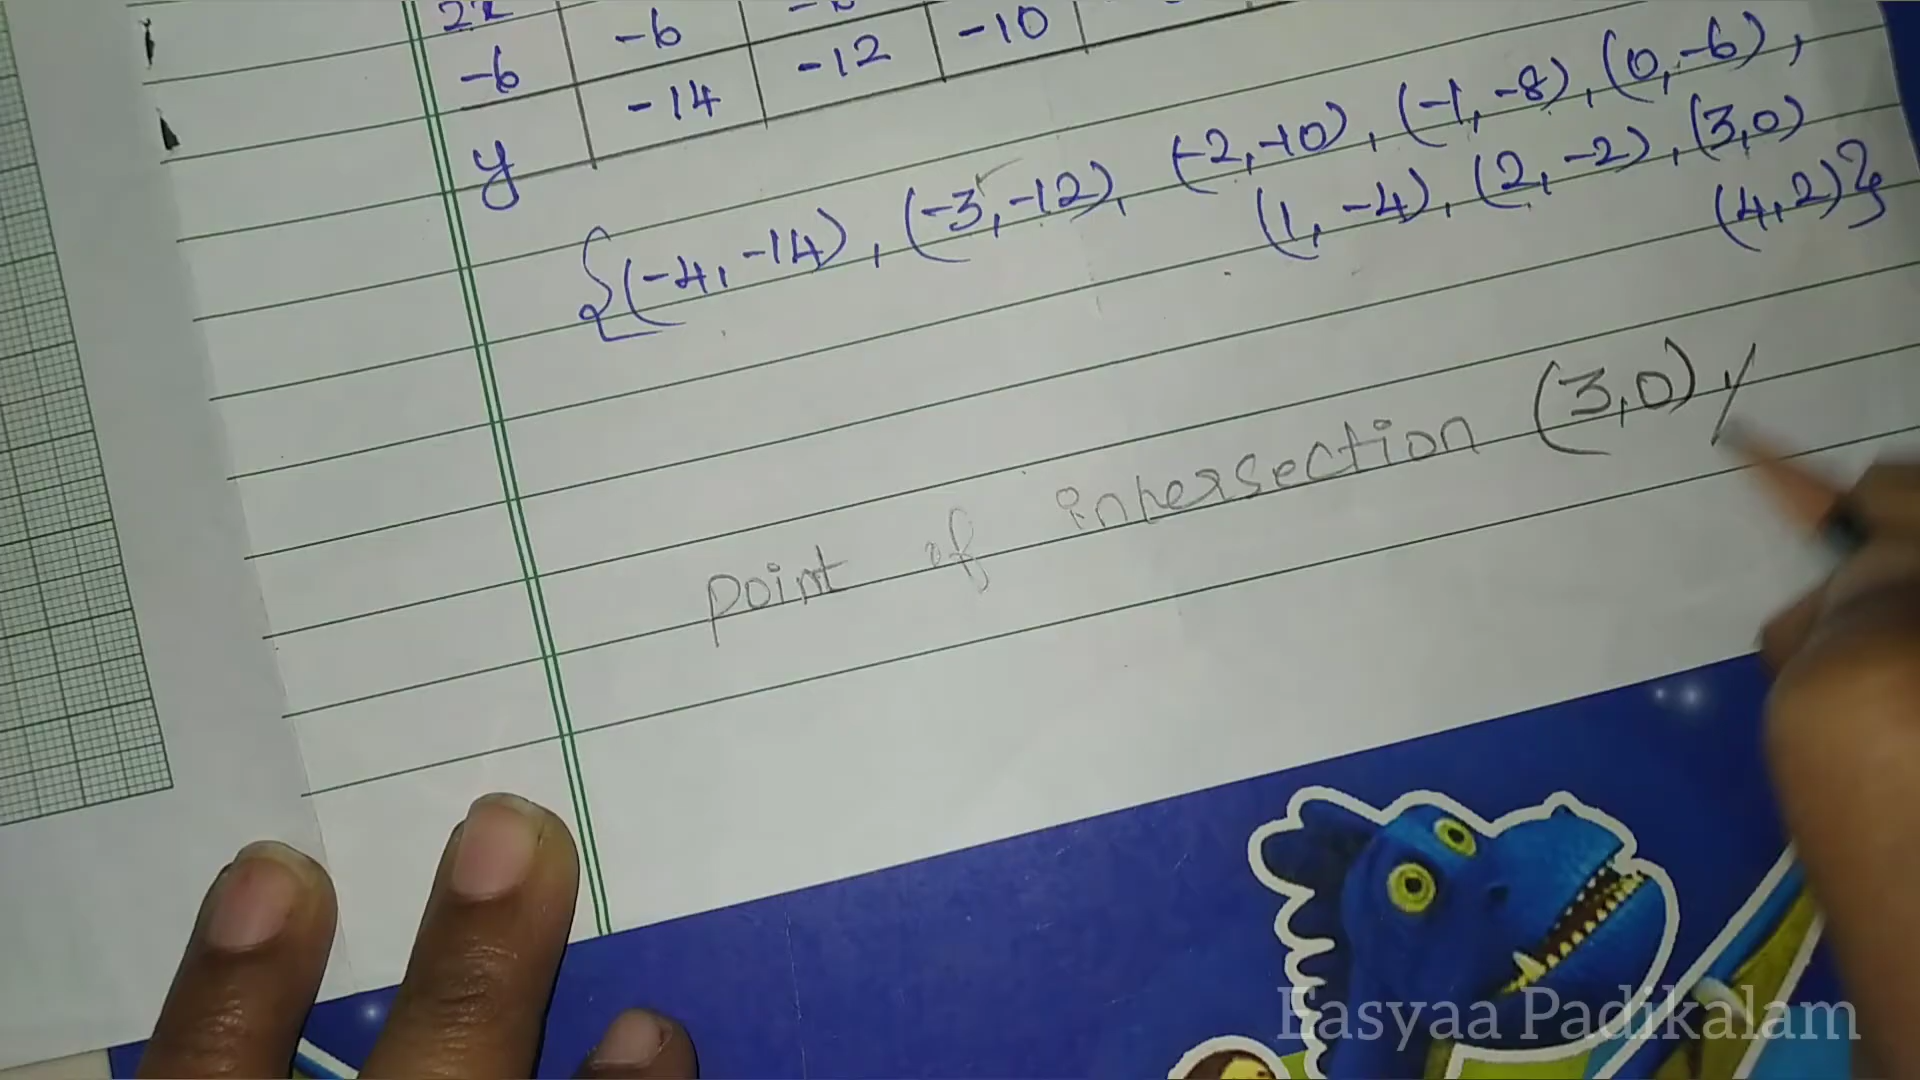 2x
-6 -6
y -14 -12 -10
{(-4, -14), (-3, -12), (-2, -10), (-1, -8), (0, -6),
(1, -4), (2, -2), (3, 0)
(4, 2)}
point of intersection (3, 0)
Easyaa Padikalam